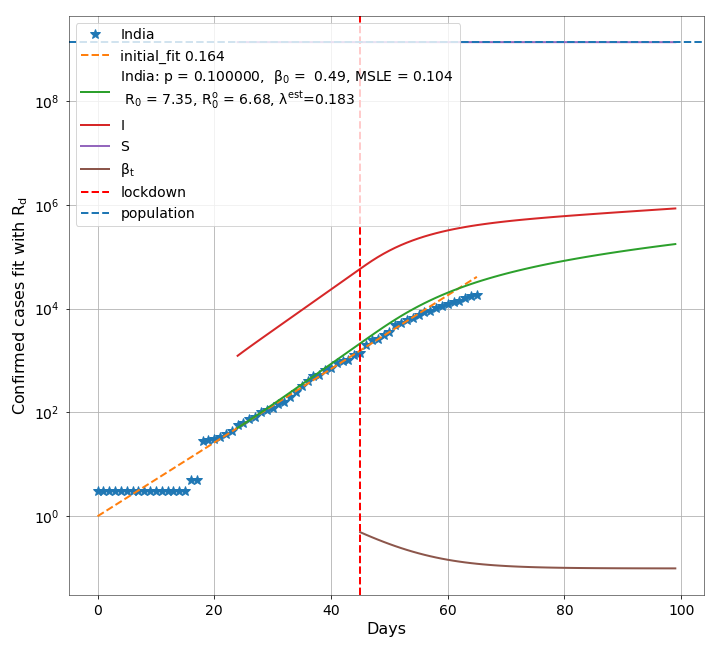 India
initial_fit 0.164
India: p = 0.100000,  β₀ =  0.49, MSLE = 0.104
R₀ = 7.35, R₀ᵒ = 6.68, λᵉˢᵗ=0.183
I
S
βₜ
lockdown
population
Confirmed cases fit with R_d
10⁸
10⁶
10⁴
10²
10⁰
0 20 40 60 80 100
Days